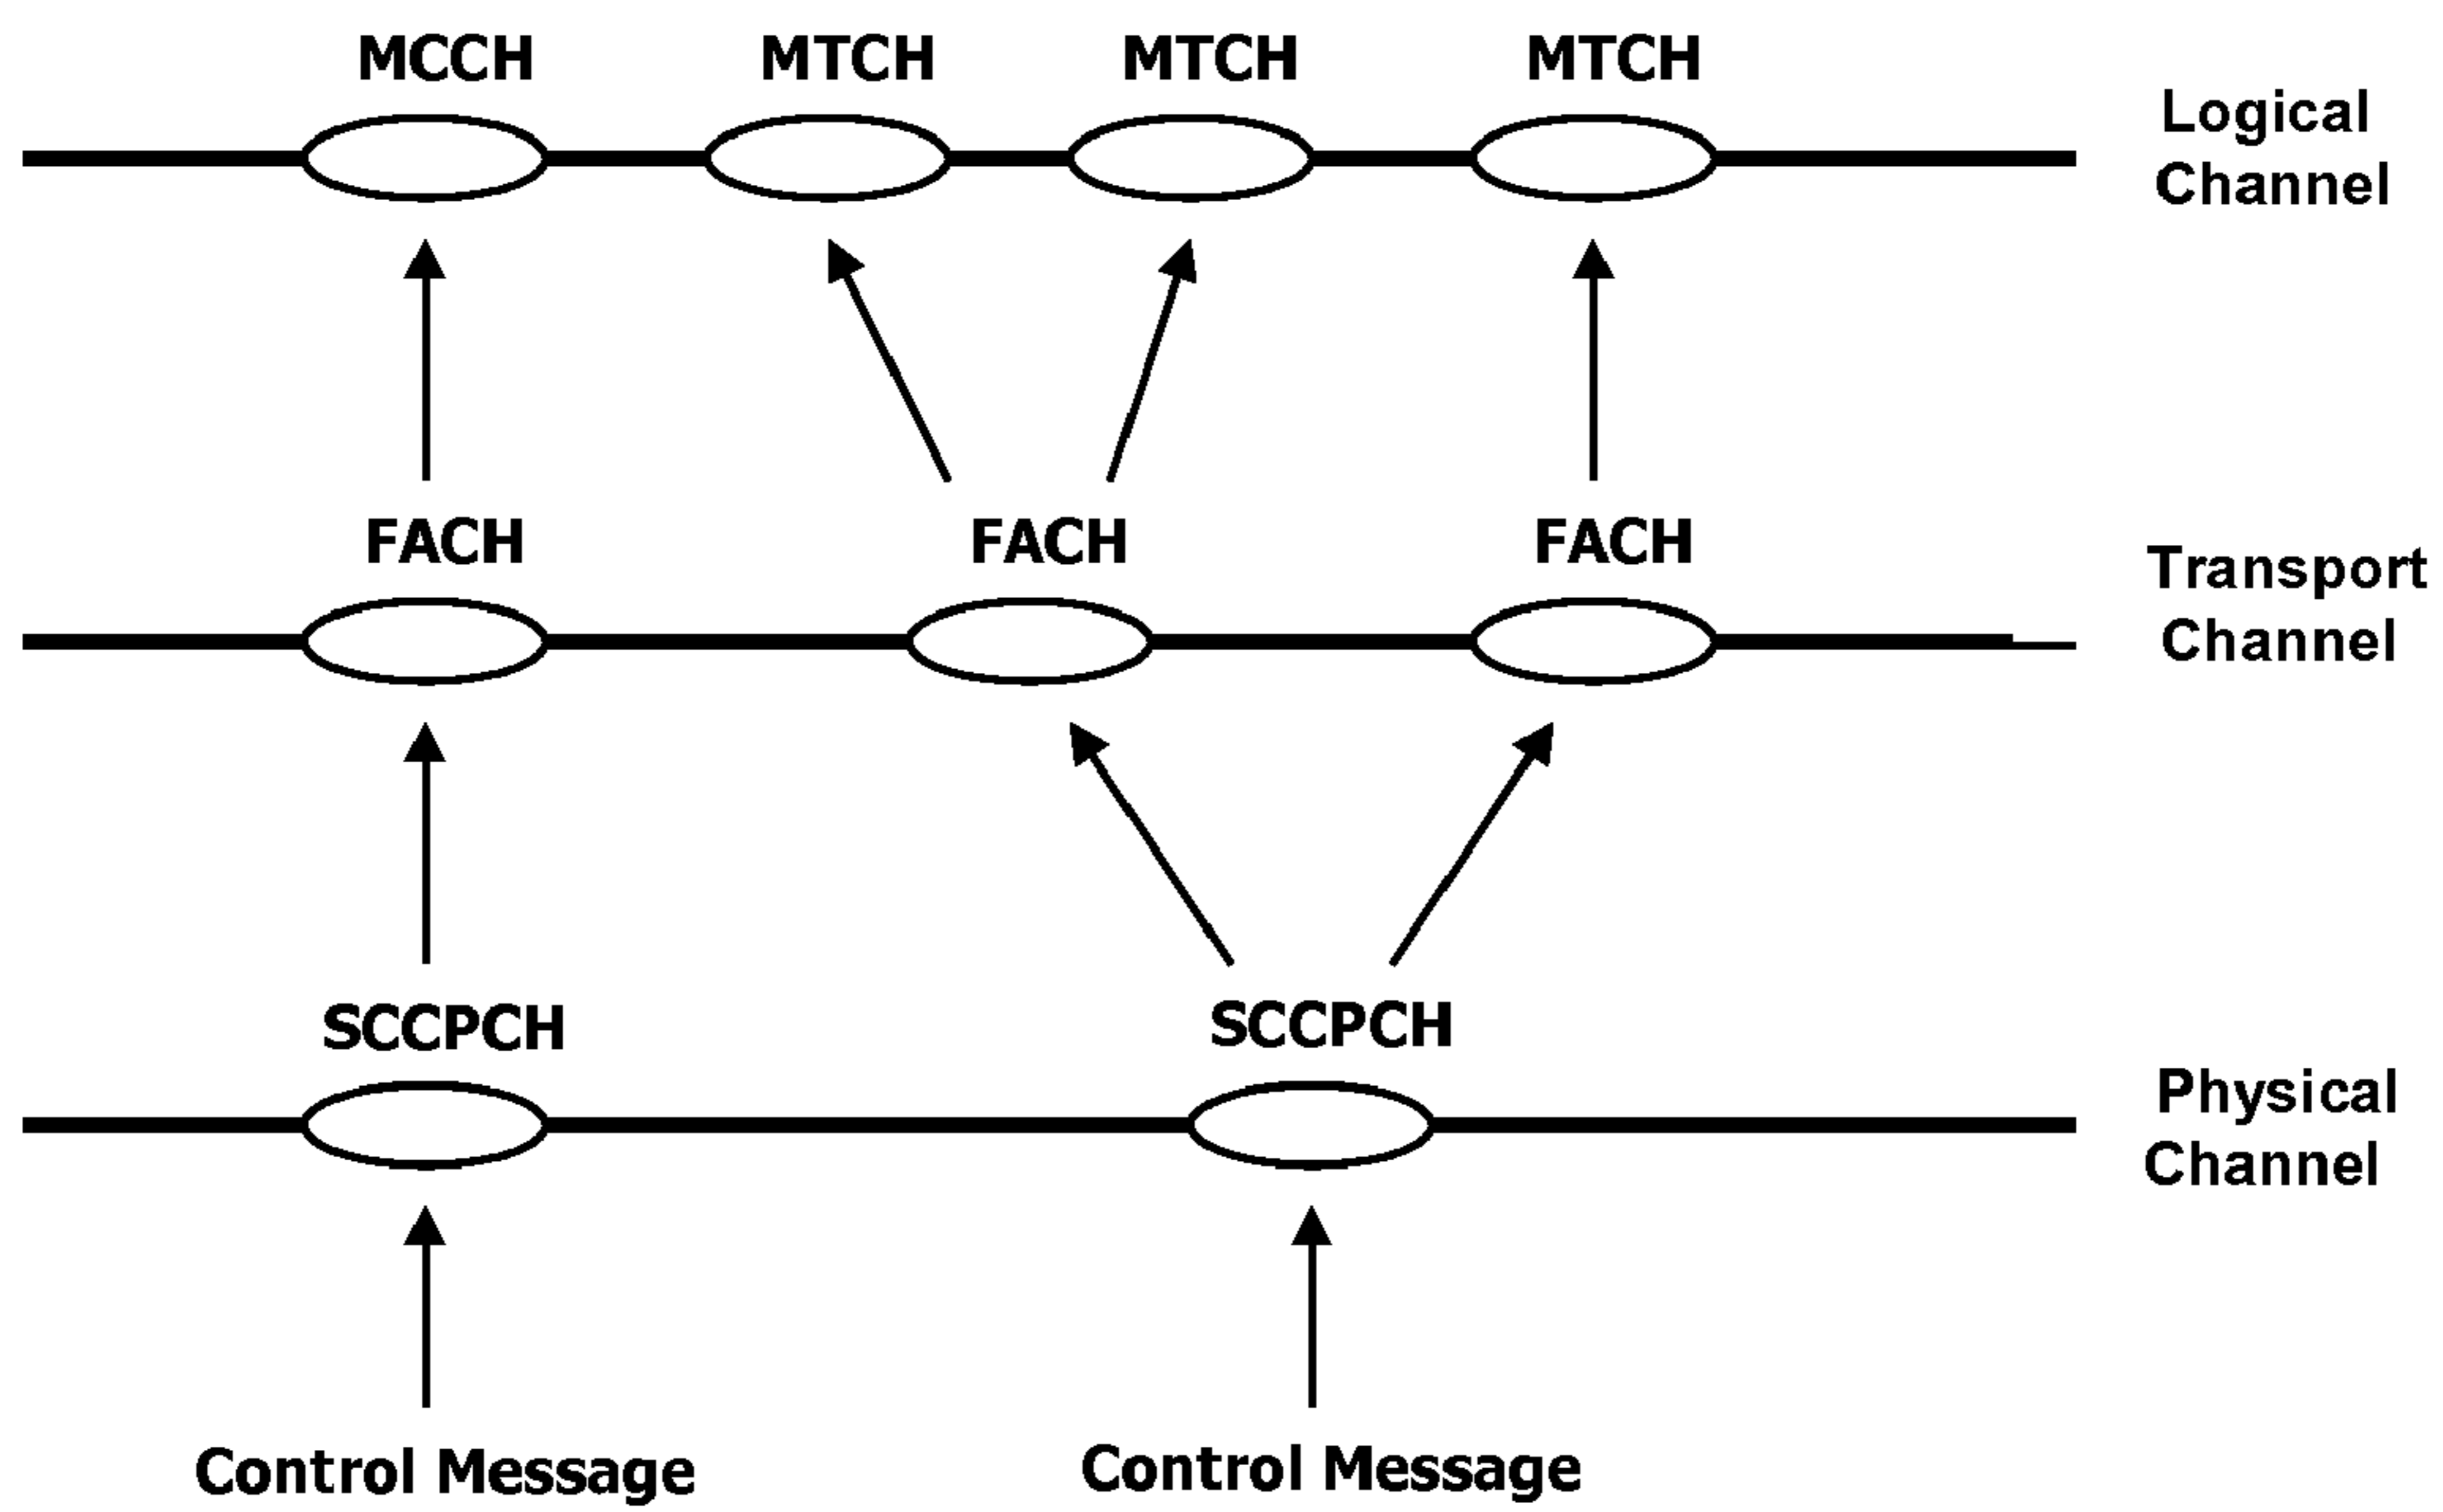 MCCH MTCH MTCH MTCH
Logical
Channel
FACH FACH FACH
Transport
Channel
SCCPCH SCCPCH
Physical
Channel
Control Message Control Message